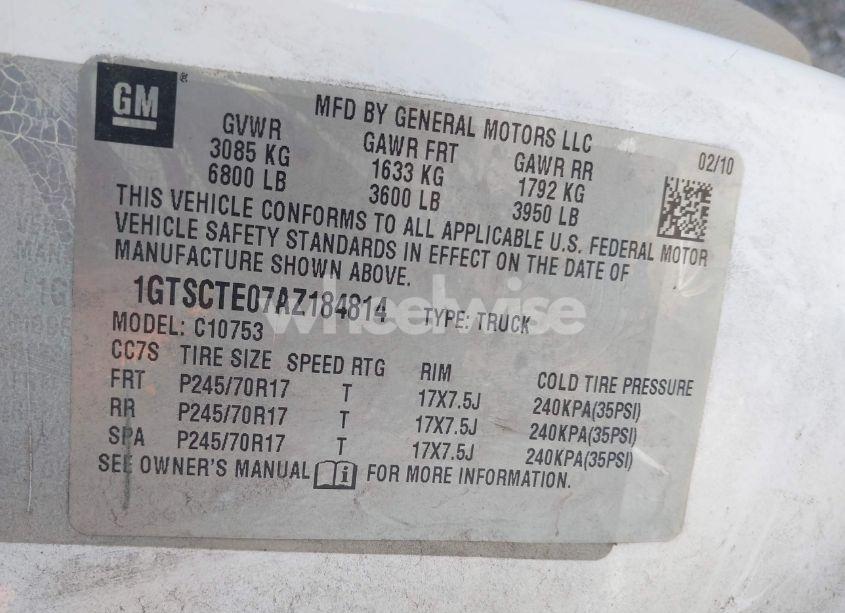 GM ®
MFD BY GENERAL MOTORS LLC
02/10
GVWR GAWR FRT GAWR RR
3085 KG 1633 KG 1792 KG
6800 LB 3600 LB 3950 LB
THIS VEHICLE CONFORMS TO ALL APPLICABLE U.S. FEDERAL MOTOR
VEHICLE SAFETY STANDARDS IN EFFECT ON THE DATE OF
MANUFACTURE SHOWN ABOVE.
1GTSCTE07AZ184814 TYPE: TRUCK
wheelwise
MODEL: C10753
CC7S TIRE SIZE SPEED RTG RIM COLD TIRE PRESSURE
FRT P245/70R17 T 17X7.5J 240KPA(35PSI)
RR P245/70R17 T 17X7.5J 240KPA(35PSI)
SPA P245/70R17 T 17X7.5J 240KPA(35PSI)
SEE OWNER'S MANUAL i FOR MORE INFORMATION.